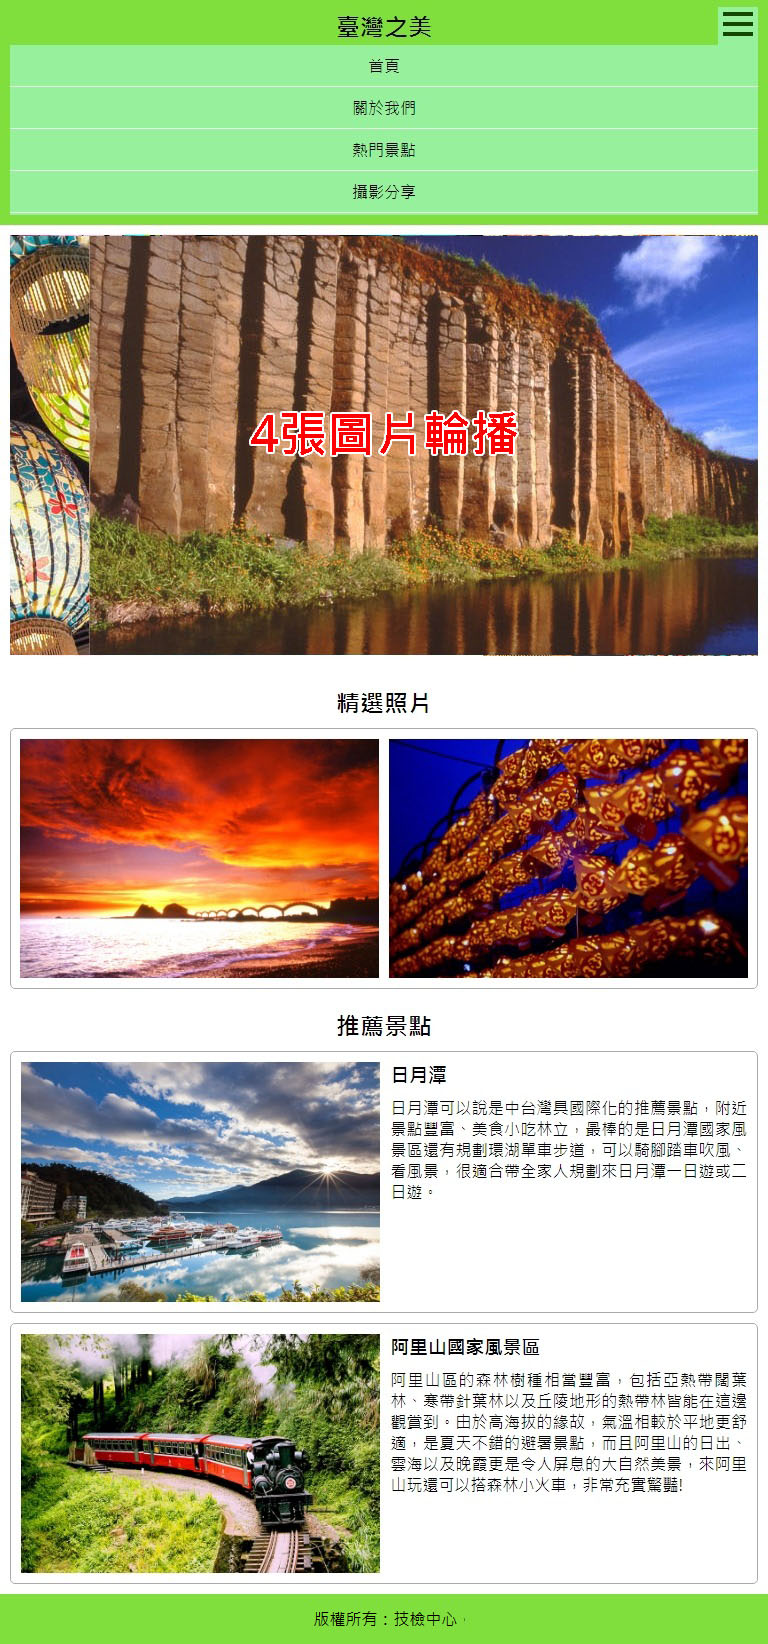 臺灣之美
首頁
關於我們
熱門景點
攝影分享
4張圖片輪播
精選照片
推薦景點
日月潭
日月潭可以說是中台灣具國際化的推薦景點，附近
景點豐富、美食小吃林立，最棒的是日月潭國家風
景區還有規劃環湖單車步道，可以騎腳踏車吹風、
看風景，很適合帶全家人規劃來日月潭一日遊或二
日遊。
阿里山國家風景區
阿里山區的森林樹種相當豐富，包括亞熱帶闊葉
林、寒帶針葉林以及丘陵地形的熱帶林皆能在這邊
觀賞到。由於高海拔的緣故，氣溫相較於平地更舒
適，是夏天不錯的避暑景點，而且阿里山的日出、
雲海以及晚霞更是令人屏息的大自然美景，來阿里
山玩還可以搭森林小火車，非常充實驚豔!
版權所有：技檢中心